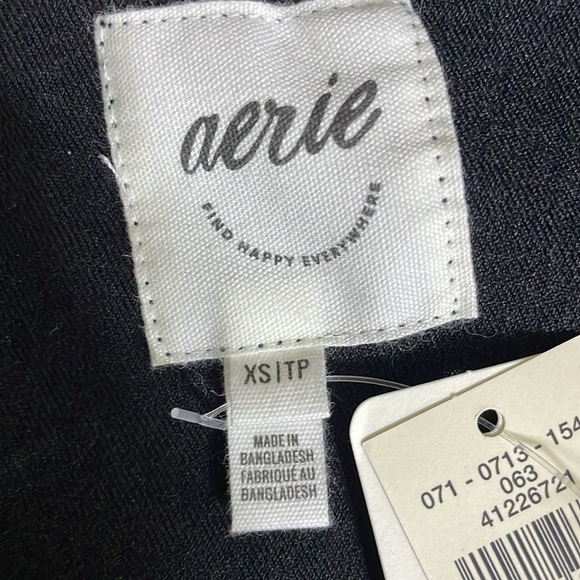 aerie
FIND HAPPY EVERYWHERE
XS|TP
MADE IN
BANGLADESH
FABRIQUÉ AU
BANGLADESH
071 - 0713 - 154
063
41226721